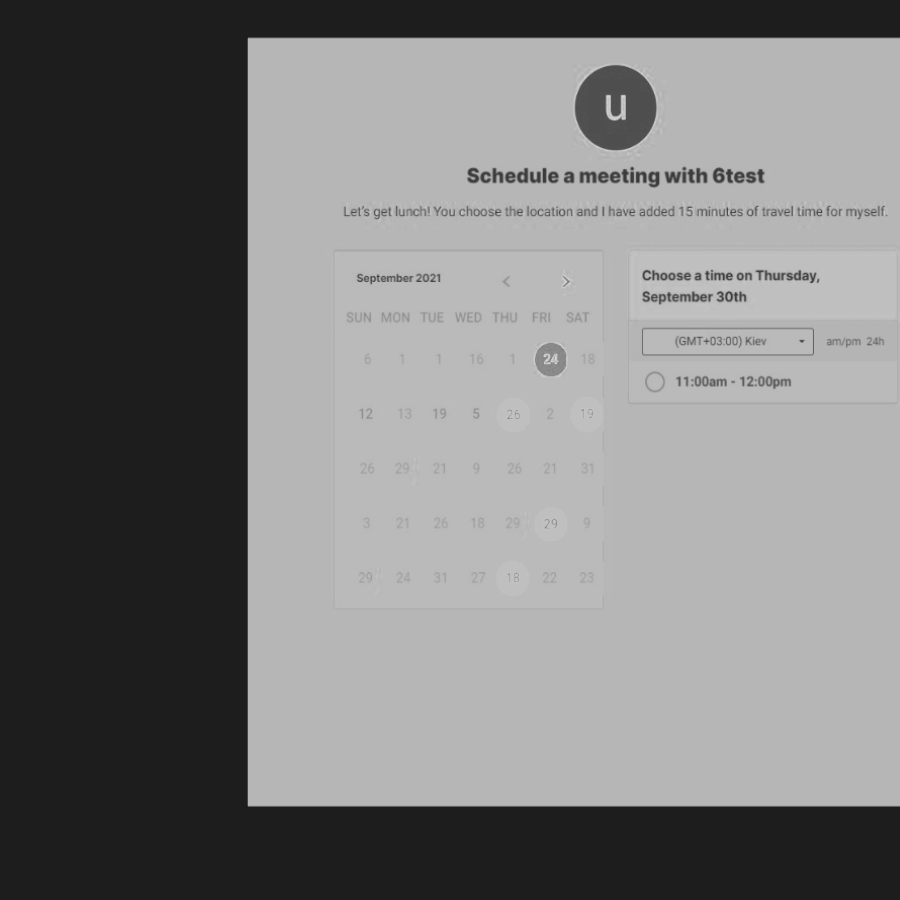 u
Schedule a meeting with 6test
Let's get lunch! You choose the location and I have added 15 minutes of travel time for myself.
September 2021
SUN MON TUE WED THU FRI SAT
6 1 1 16 1 24 18
12 13 19 5 26 2 19
26 29 21 9 26 21 31
3 21 26 18 29 29 9
29 24 31 27 18 22 23
Choose a time on Thursday,
September 30th
(GMT+03:00) Kiev am/pm 24h
11:00am - 12:00pm